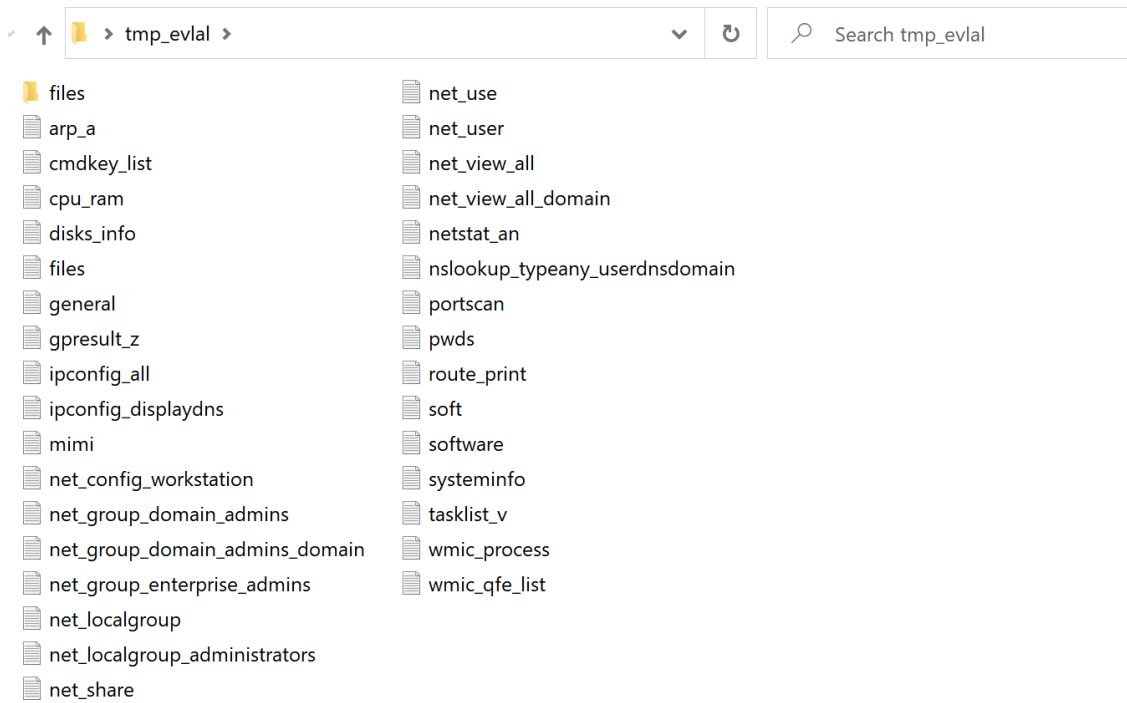 tmp_evlal
Search tmp_evlal
files
arp_a
cmdkey_list
cpu_ram
disks_info
files
general
gpresult_z
ipconfig_all
ipconfig_displaydns
mimi
net_config_workstation
net_group_domain_admins
net_group_domain_admins_domain
net_group_enterprise_admins
net_localgroup
net_localgroup_administrators
net_share
net_use
net_user
net_view_all
net_view_all_domain
netstat_an
nslookup_typeany_userdnsdomain
portscan
pwds
route_print
soft
software
systeminfo
tasklist_v
wmic_process
wmic_qfe_list